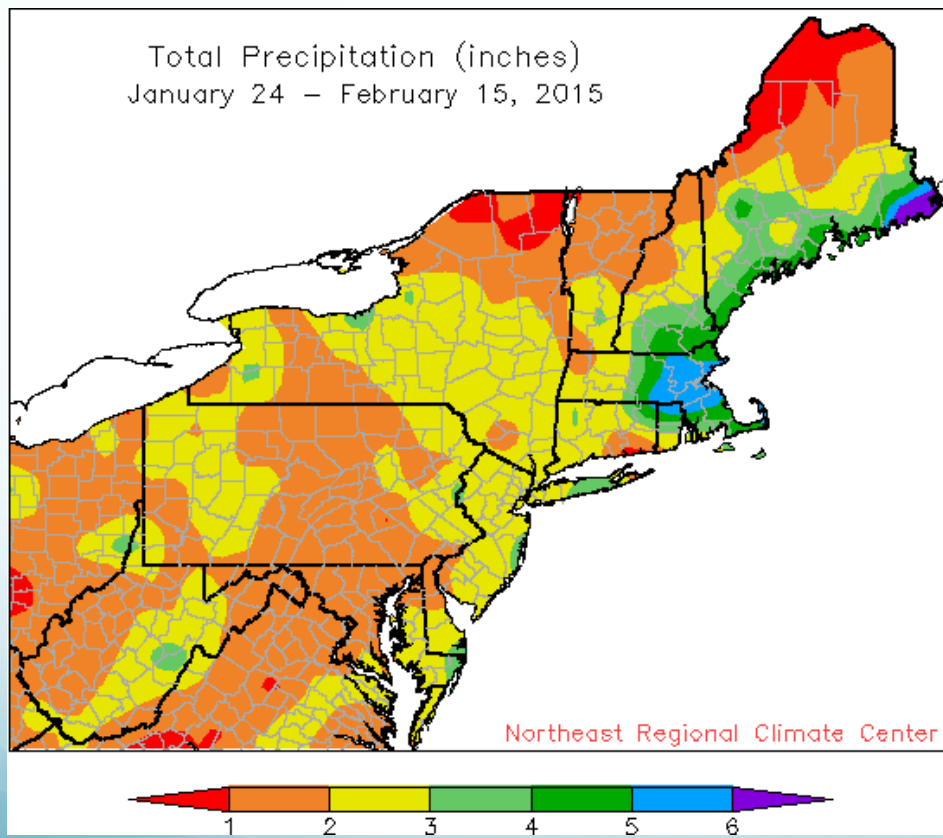 Total Precipitation (inches)
January 24 – February 15, 2015
Northeast Regional Climate Center
1 2 3 4 5 6